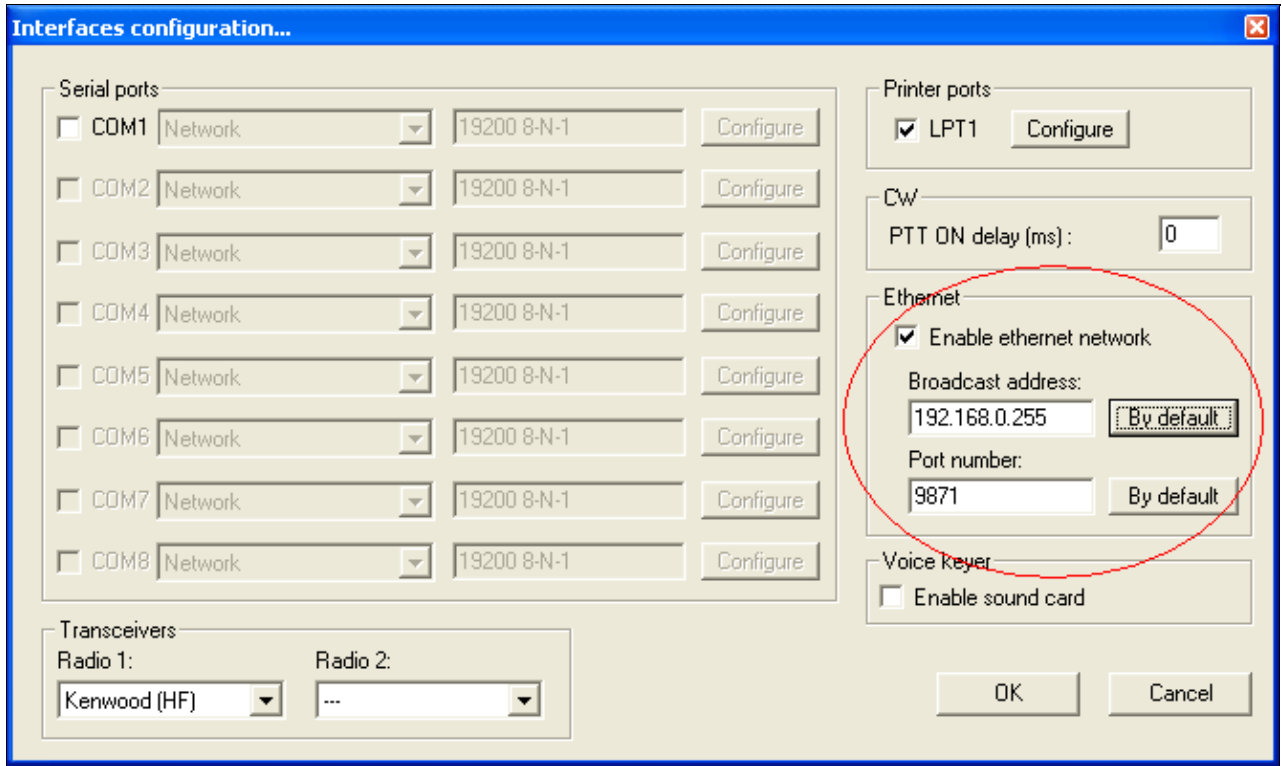 Interfaces configuration...
Serial ports
COM1 Network 19200 8-N-1 Configure
COM2 Network 19200 8-N-1 Configure
COM3 Network 19200 8-N-1 Configure
COM4 Network 19200 8-N-1 Configure
COM5 Network 19200 8-N-1 Configure
COM6 Network 19200 8-N-1 Configure
COM7 Network 19200 8-N-1 Configure
COM8 Network 19200 8-N-1 Configure
Transceivers
Radio 1: Radio 2:
Kenwood (HF) ---
Printer ports
LPT1 Configure
CW
PTT ON delay (ms) : 0
Ethernet
Enable ethernet network
Broadcast address:
192.168.0.255 By default
Port number:
9871 By default
Voice Keyer
Enable sound card
OK Cancel